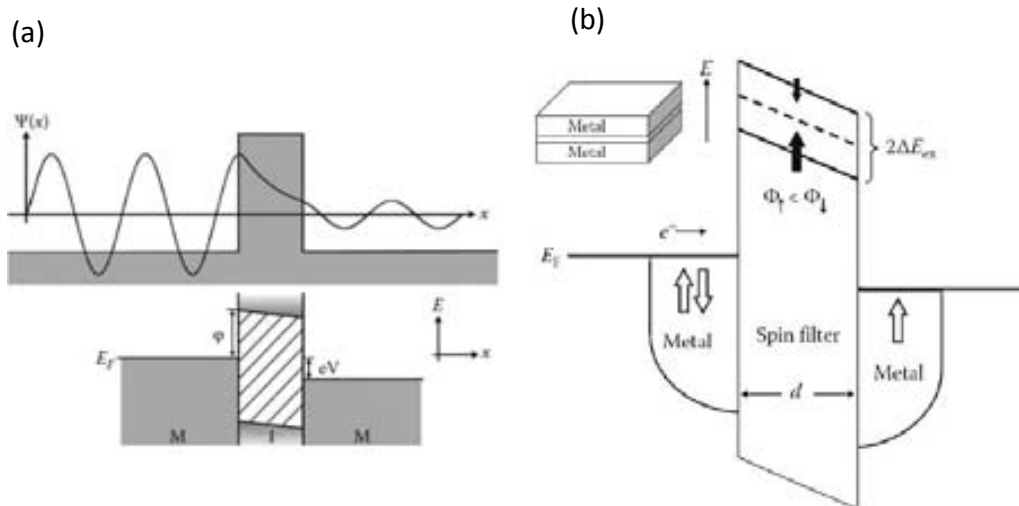 (a)
Ψ(x)
x
E
φ
E_F
eV
x
M
I
M
(b)
E
Metal
Metal
2ΔE_ex
Φ↑ < Φ↓
e⁻→
E_F
Metal
Spin filter
Metal
d